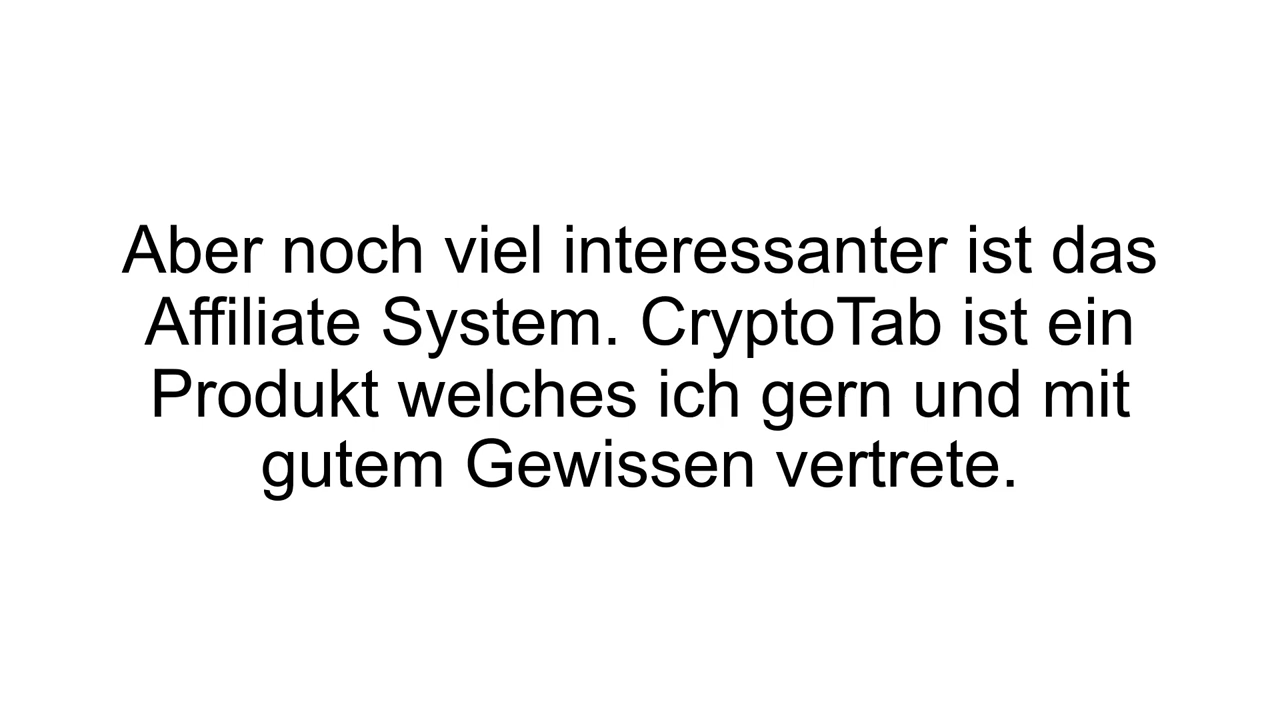 Aber noch viel interessanter ist das
Affiliate System. CryptoTab ist ein
Produkt welches ich gern und mit
gutem Gewissen vertrete.